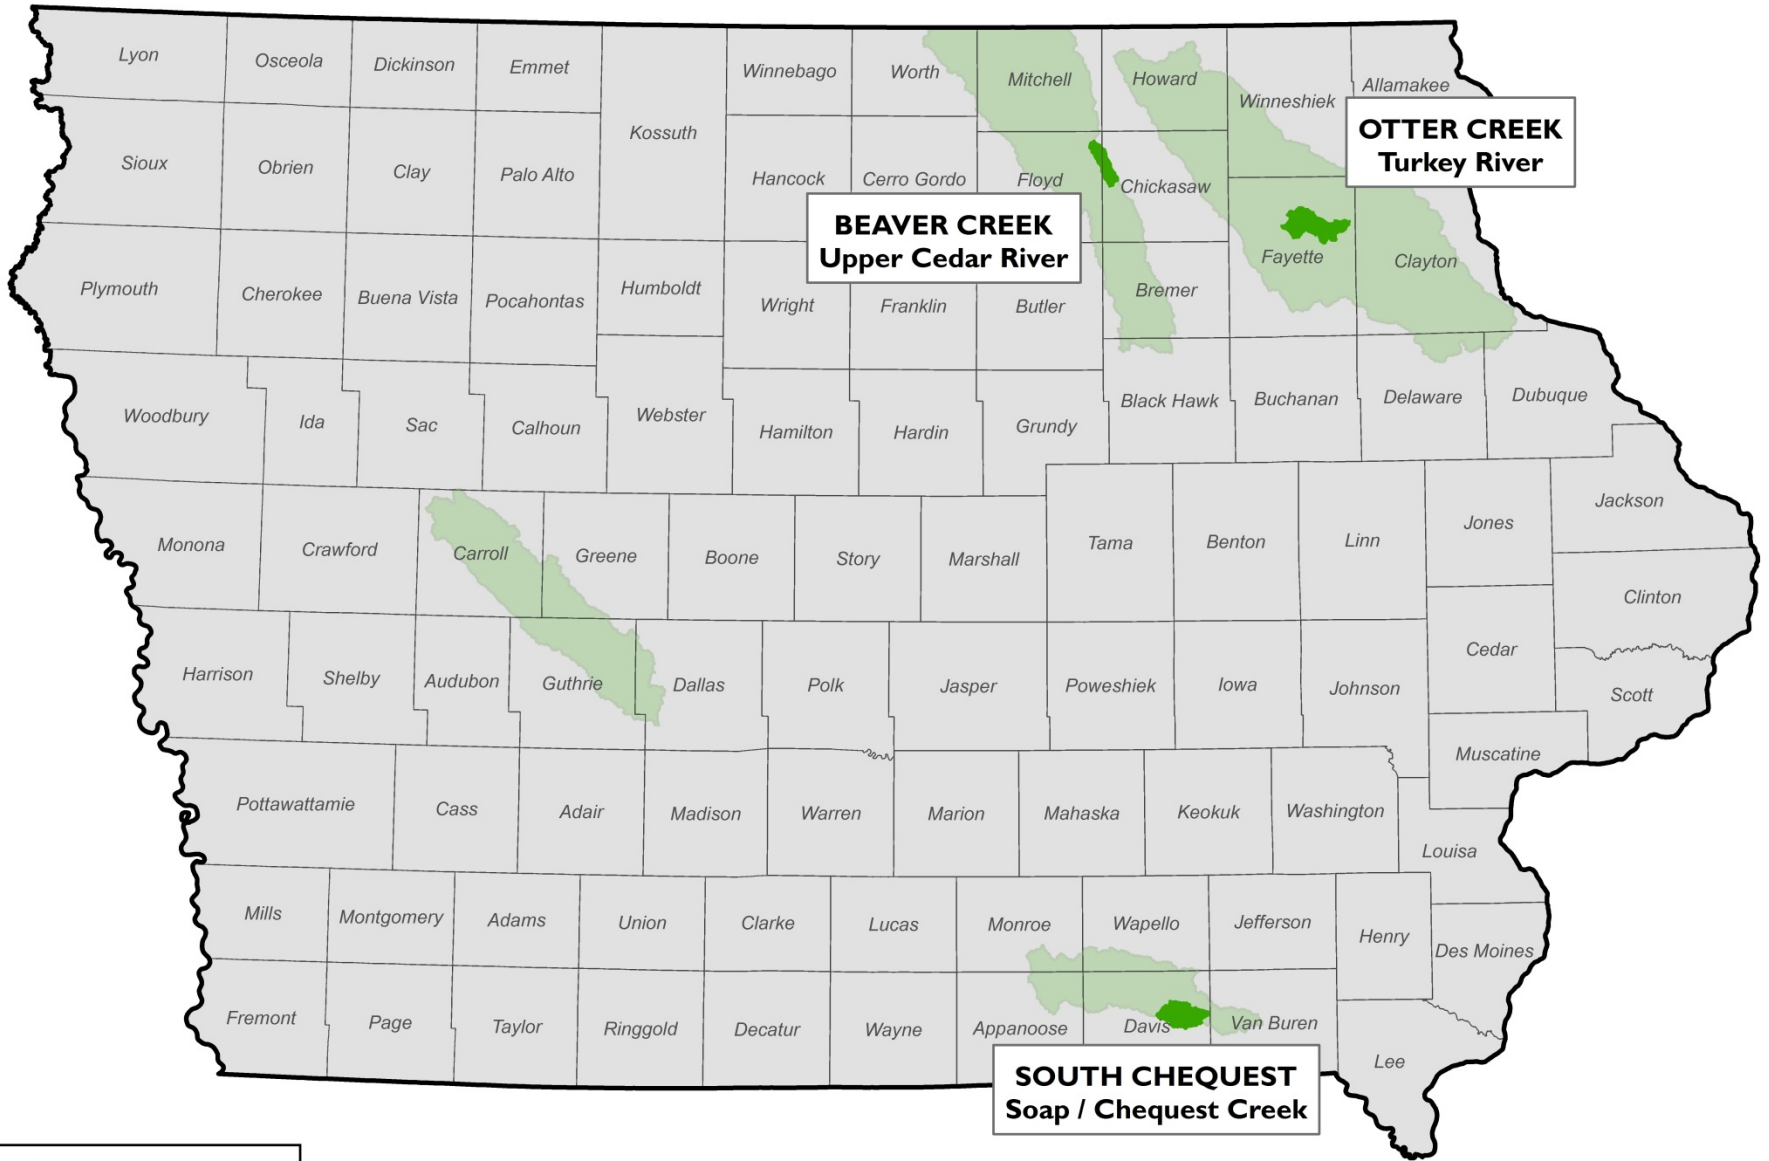 Lyon
Osceola
Dickinson
Emmet
Kossuth
Winnebago
Worth
Mitchell
Howard
Winneshiek
Allamakee
OTTER CREEK
Turkey River
Sioux
Obrien
Clay
Palo Alto
Hancock
Cerro Gordo
Floyd
Chickasaw
BEAVER CREEK
Upper Cedar River
Fayette
Clayton
Plymouth
Cherokee
Buena Vista
Pocahontas
Humboldt
Wright
Franklin
Butler
Bremer
Woodbury
Ida
Sac
Calhoun
Webster
Hamilton
Hardin
Grundy
Black Hawk
Buchanan
Delaware
Dubuque
Monona
Crawford
Carroll
Greene
Boone
Story
Marshall
Tama
Benton
Linn
Jones
Jackson
Clinton
Harrison
Shelby
Audubon
Guthrie
Dallas
Polk
Jasper
Poweshiek
Iowa
Johnson
Cedar
Scott
Muscatine
Pottawattamie
Cass
Adair
Madison
Warren
Marion
Mahaska
Keokuk
Washington
Louisa
Mills
Montgomery
Adams
Union
Clarke
Lucas
Monroe
Wapello
Jefferson
Henry
Des Moines
Fremont
Page
Taylor
Ringgold
Decatur
Wayne
Appanoose
Davis
Van Buren
Lee
SOUTH CHEQUEST
Soap / Chequest Creek